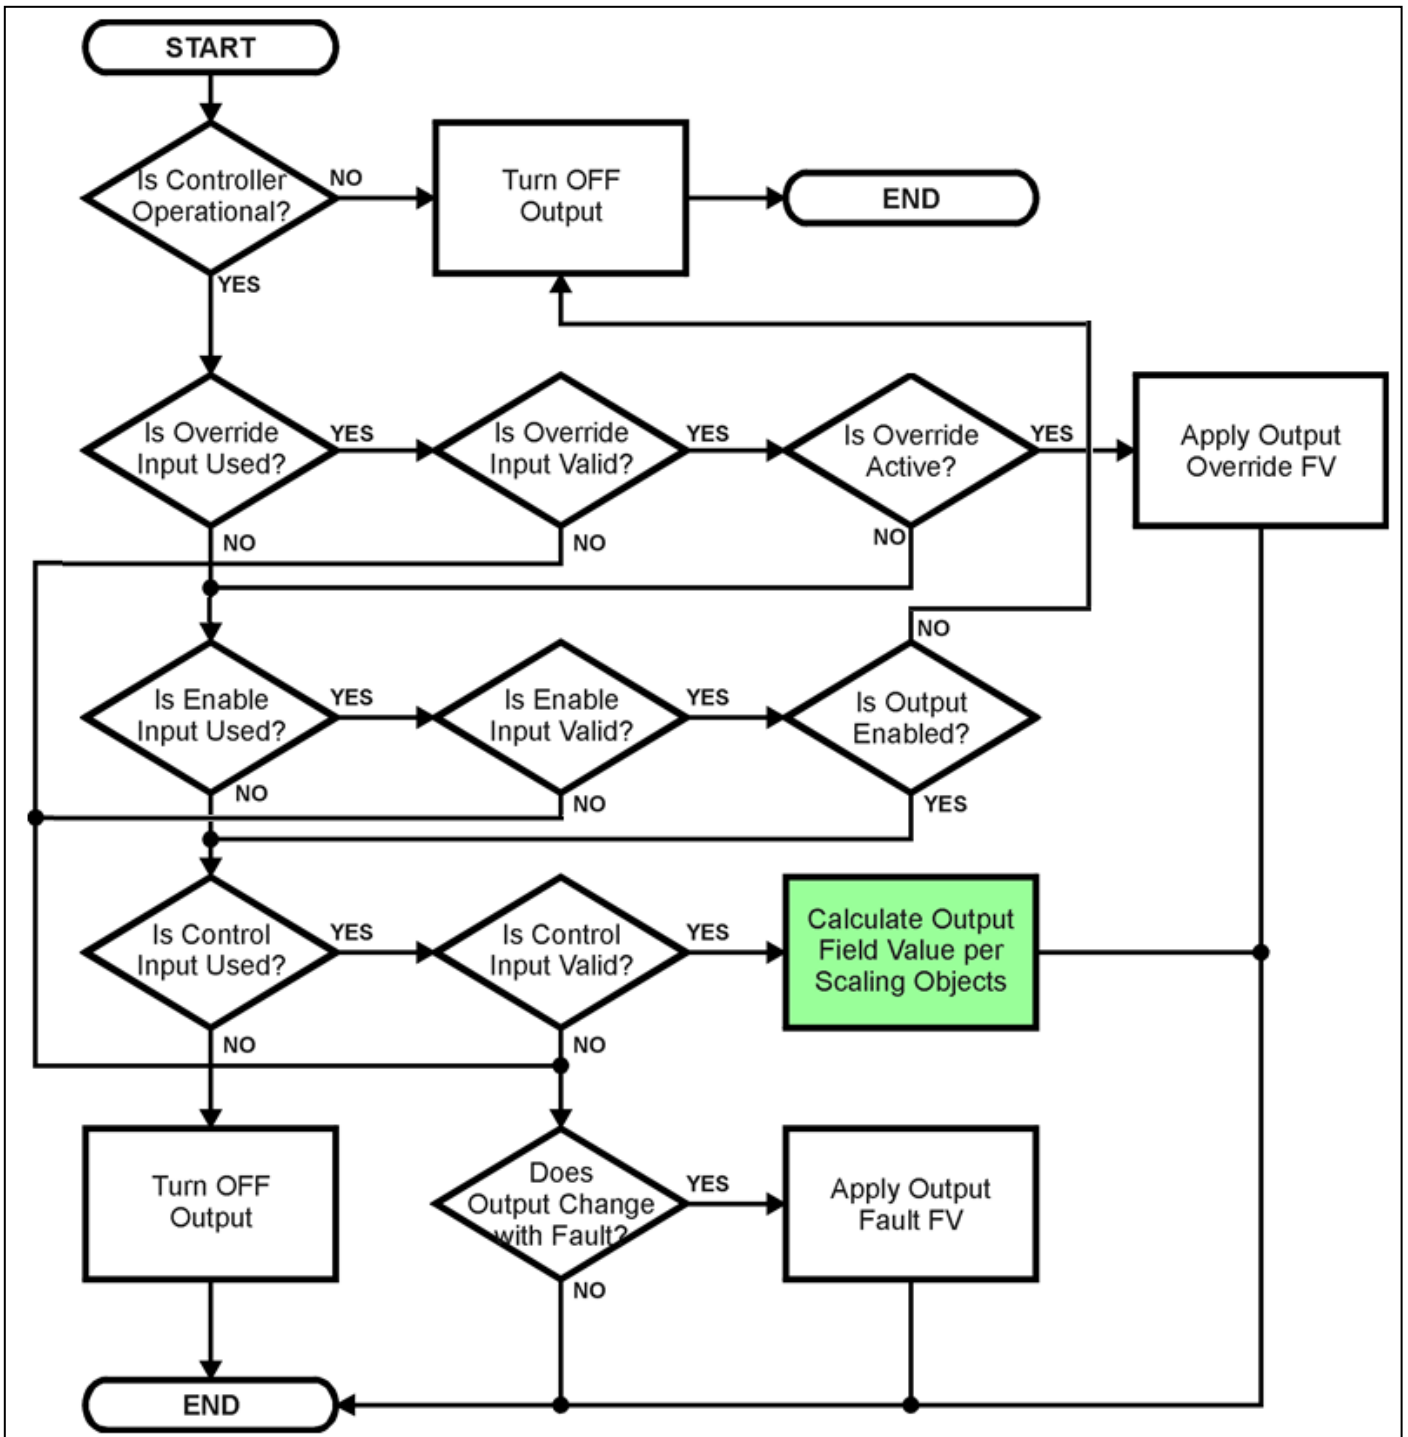 START
Is Controller
Operational?
NO
YES
Turn OFF
Output
END
Is Override
Input Used?
YES
NO
Is Override
Input Valid?
YES
NO
Is Override
Active?
YES
NO
Apply Output
Override FV
Is Enable
Input Used?
YES
NO
Is Enable
Input Valid?
YES
NO
Is Output
Enabled?
NO
YES
Is Control
Input Used?
YES
NO
Is Control
Input Valid?
YES
NO
Calculate Output
Field Value per
Scaling Objects
Turn OFF
Output
Does
Output Change
with Fault?
YES
NO
Apply Output
Fault FV
END